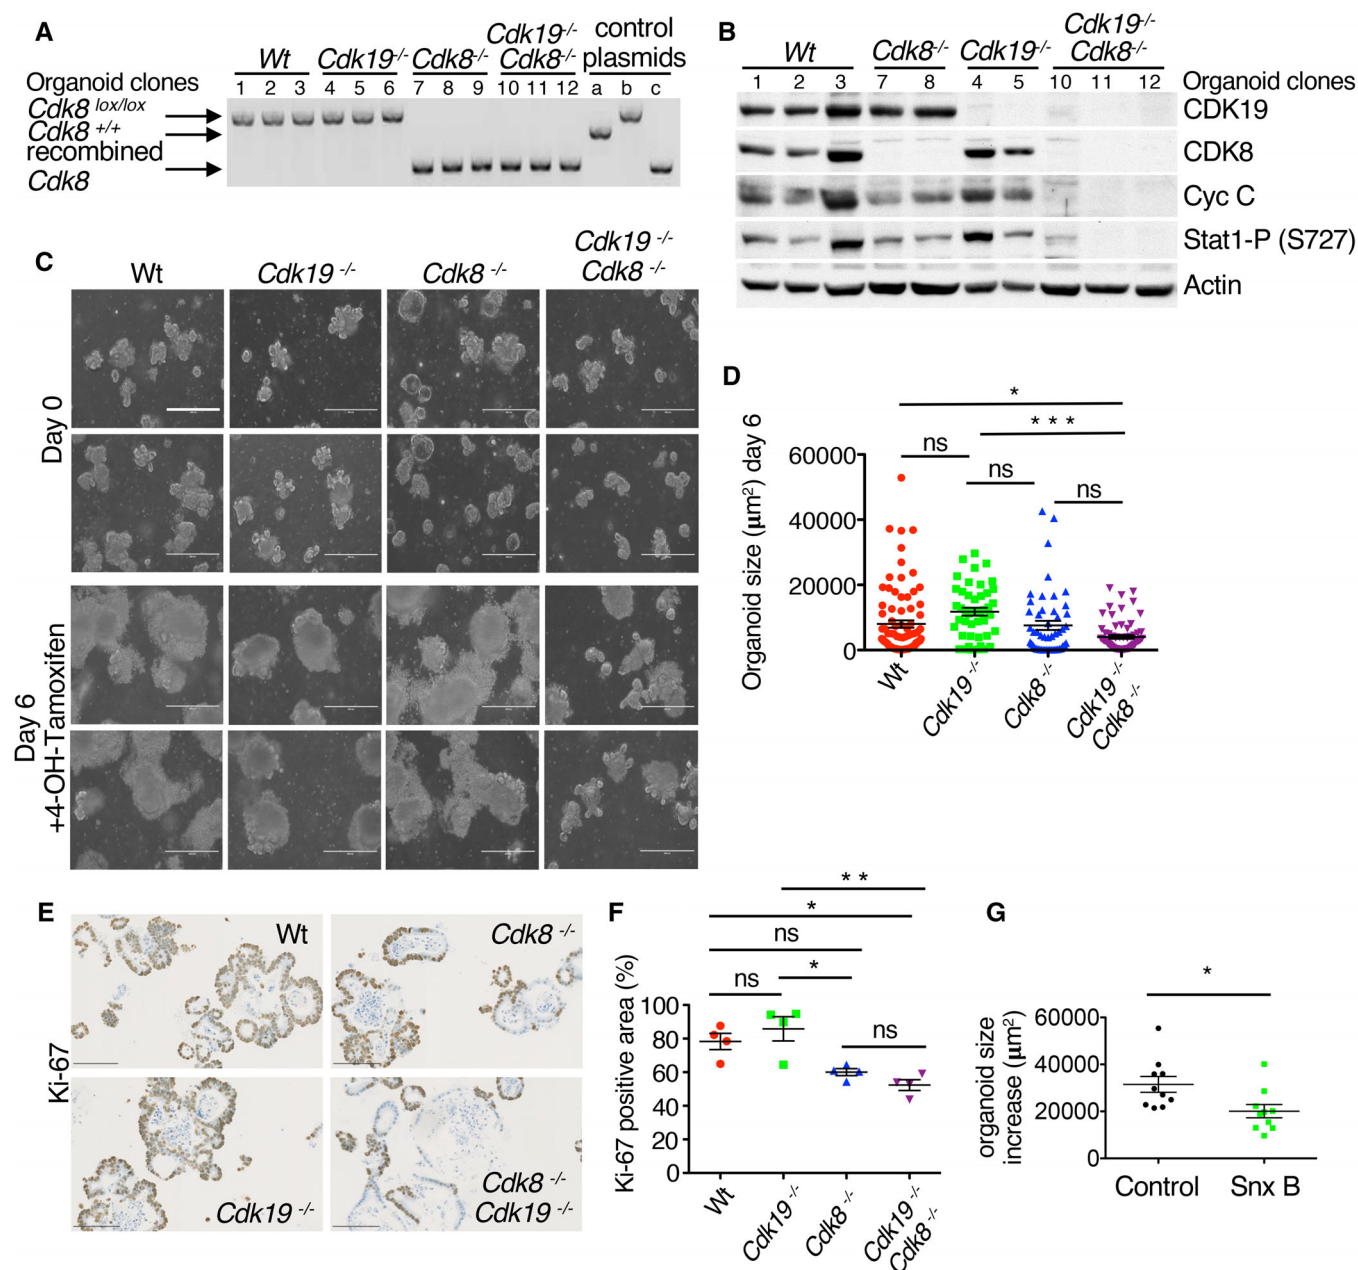 A
Wt Cdk19-/- Cdk8-/- Cdk19-/- Cdk8-/- control plasmids
Organoid clones 1 2 3 4 5 6 7 8 9 10 11 12 a b c
Cdk8 lox/lox
Cdk8 +/+
recombined
Cdk8
B
Wt Cdk8-/- Cdk19-/- Cdk19-/- Cdk8-/-
1 2 3 7 8 4 5 10 11 12 Organoid clones
CDK19
CDK8
Cyc C
Stat1-P (S727)
Actin
C
Wt Cdk19 -/- Cdk8 -/- Cdk19 -/- Cdk8 -/-
Day 0
Day 6
+4-OH-Tamoxifen
D
*
* * *
ns
ns
ns
Organoid size (µm²) day 6
60000
40000
20000
0
Wt
Cdk19 -/-
Cdk8 -/-
Cdk19 -/-
Cdk8 -/-
E
Ki-67
Wt
Cdk8 -/-
Cdk19 -/-
Cdk8 -/-
Cdk19 -/-
F
* *
*
ns
ns *
ns
Ki-67 positive area (%)
100
80
60
40
20
0
Wt
Cdk19 -/-
Cdk8 -/-
Cdk19 -/-
Cdk8 -/-
G
*
organoid size
increase (µm²)
60000
40000
20000
0
Control Snx B